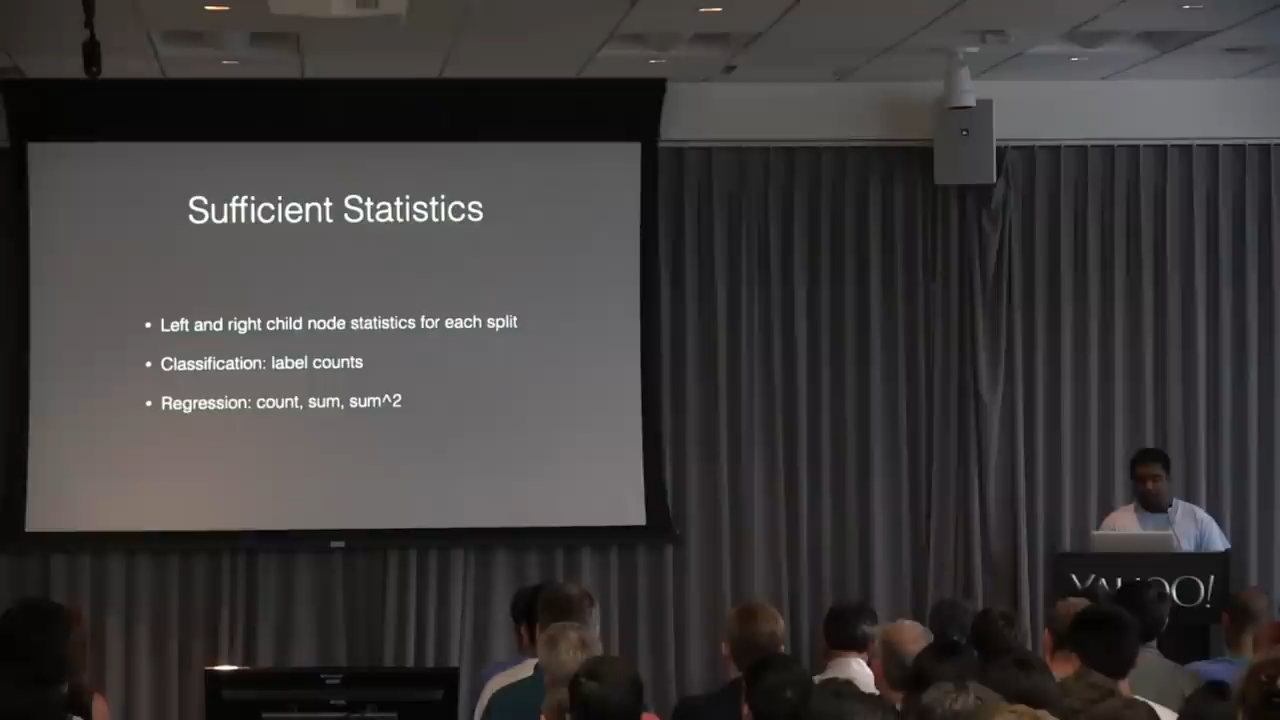 Sufficient Statistics
• Left and right child node statistics for each split
• Classification: label counts
• Regression: count, sum, sum^2
YAHOO!